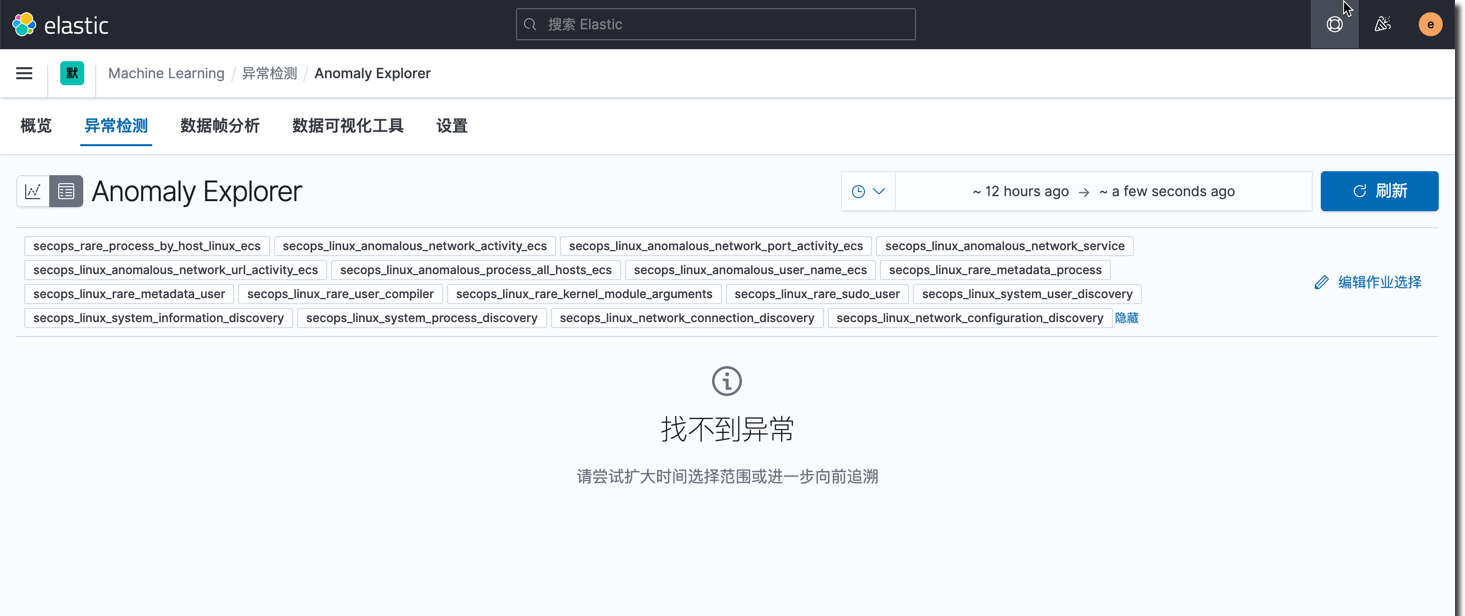 elastic
搜索 Elastic
e
默
Machine Learning / 异常检测 / Anomaly Explorer
概览 异常检测 数据帧分析 数据可视化工具 设置
Anomaly Explorer
~ 12 hours ago → ~ a few seconds ago
刷新
secops_rare_process_by_host_linux_ecs secops_linux_anomalous_network_activity_ecs secops_linux_anomalous_network_port_activity_ecs secops_linux_anomalous_network_service
secops_linux_anomalous_network_url_activity_ecs secops_linux_anomalous_process_all_hosts_ecs secops_linux_anomalous_user_name_ecs secops_linux_rare_metadata_process
secops_linux_rare_metadata_user secops_linux_rare_user_compiler secops_linux_rare_kernel_module_arguments secops_linux_rare_sudo_user secops_linux_system_user_discovery
secops_linux_system_information_discovery secops_linux_system_process_discovery secops_linux_network_connection_discovery secops_linux_network_configuration_discovery 隐藏
编辑作业选择
找不到异常
请尝试扩大时间选择范围或进一步向前追溯